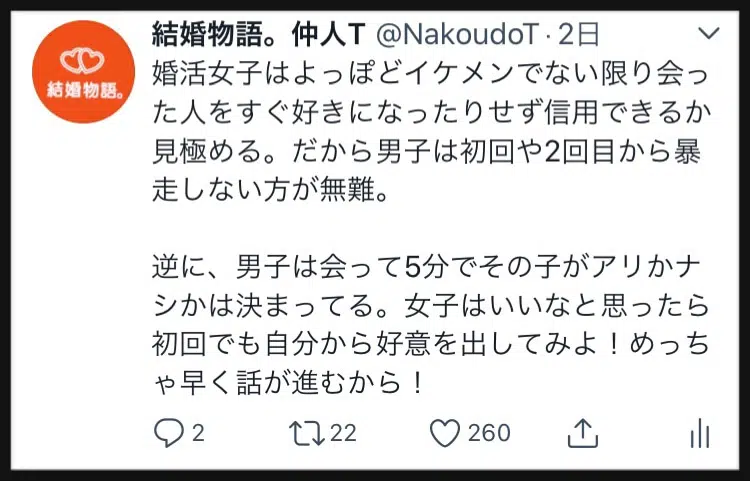 結婚物語。仲人T @NakoudoT · 2日
結婚物語。
婚活女子はよっぽどイケメンでない限り会っ
た人をすぐ好きになったりせず信用できるか
見極める。だから男子は初回や2回目から暴
走しない方が無難。
逆に、男子は会って5分でその子がアリかナ
シかは決まってる。女子はいいなと思ったら
初回でも自分から好意を出してみよ！めっち
ゃ早く話が進むから！
2 22 260